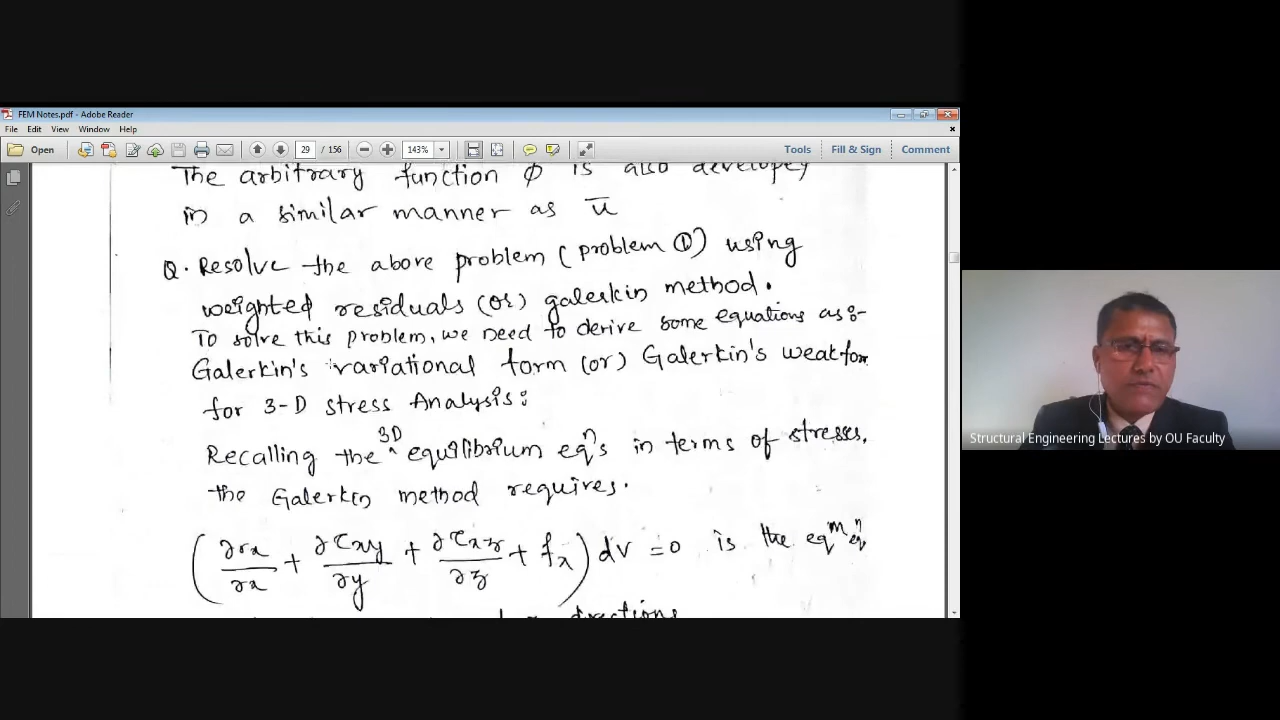 FEM Notes.pdf - Adobe Reader
File Edit View Window Help
Open 29 / 156 143% Tools Fill & Sign Comment
The arbitrary function ϕ is also developed
in a similar manner as u̅
Q. Resolve the above problem (problem ①) using
weighted residuals (or) galerkin method.
To solve this problem, we need to derive some equations as:-
Galerkin's variational form (or) Galerkin's weak form
for 3-D stress Analysis:
Recalling the 3D equilibrium eqⁿs in terms of stresses,
the Galerkin method requires.
(∂σx/∂x + ∂τxy/∂y + ∂τxz/∂z + fx) dv = 0 is the eqᵐ eqⁿ
directions
Structural Engineering Lectures by OU Faculty